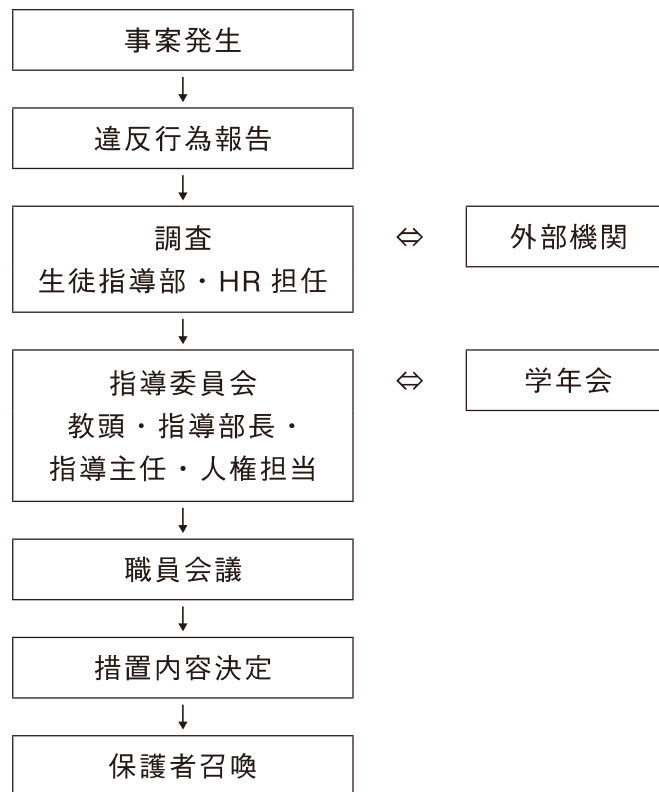 事案発生
↓
違反行為報告
↓
調査
生徒指導部・HR 担任
⇔
外部機関
↓
指導委員会
教頭・指導部長・
指導主任・人権担当
⇔
学年会
↓
職員会議
↓
措置内容決定
↓
保護者召喚